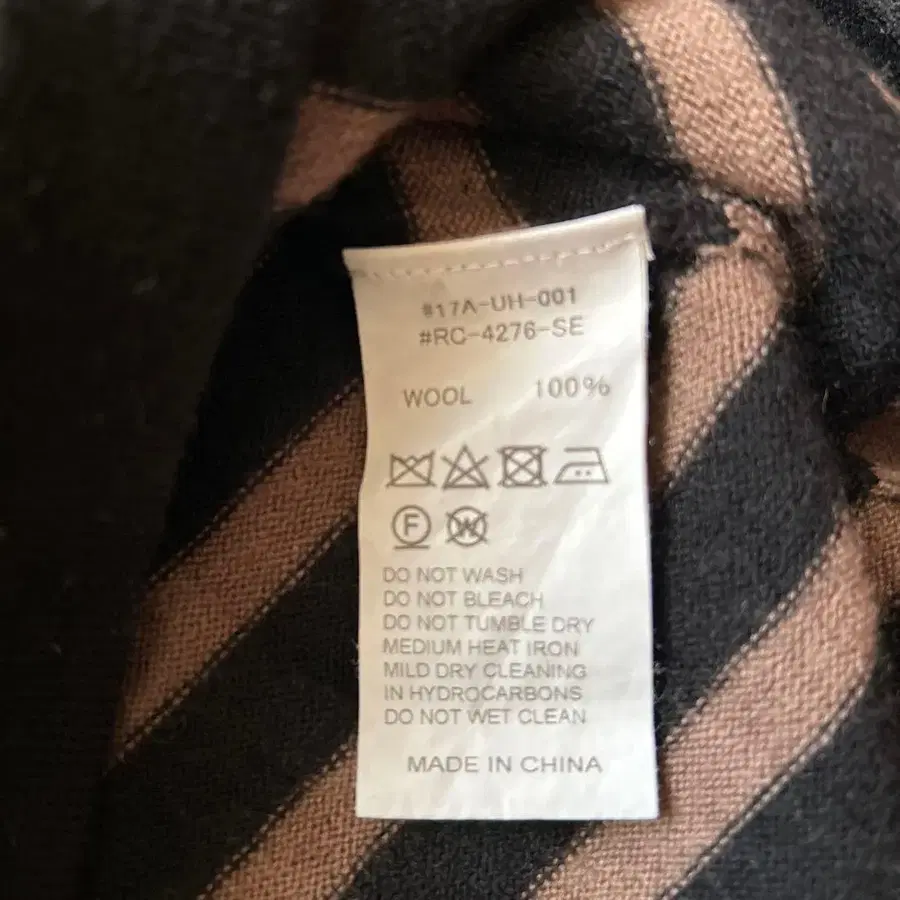 #17A-UH-001
#RC-4276-SE
WOOL 100%
F W
DO NOT WASH
DO NOT BLEACH
DO NOT TUMBLE DRY
MEDIUM HEAT IRON
MILD DRY CLEANING
IN HYDROCARBONS
DO NOT WET CLEAN
MADE IN CHINA